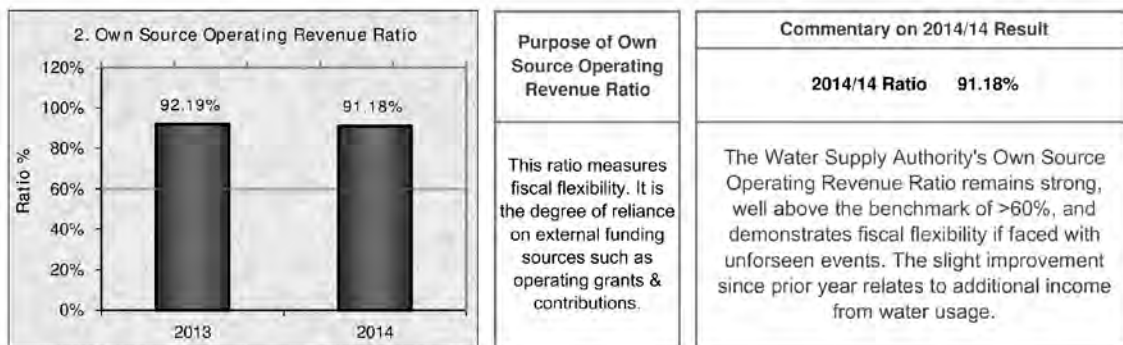 2. Own Source Operating Revenue Ratio
120%
100%
80%
60%
40%
20%
0%
Ratio %
92.19%
91.18%
2013
2014
Purpose of Own
Source Operating
Revenue Ratio
This ratio measures
fiscal flexibility. It is
the degree of reliance
on external funding
sources such as
operating grants &
contributions.
Commentary on 2014/14 Result
2014/14 Ratio 91.18%
The Water Supply Authority's Own Source
Operating Revenue Ratio remains strong,
well above the benchmark of >60%, and
demonstrates fiscal flexibility if faced with
unforseen events. The slight improvement
since prior year relates to additional income
from water usage.